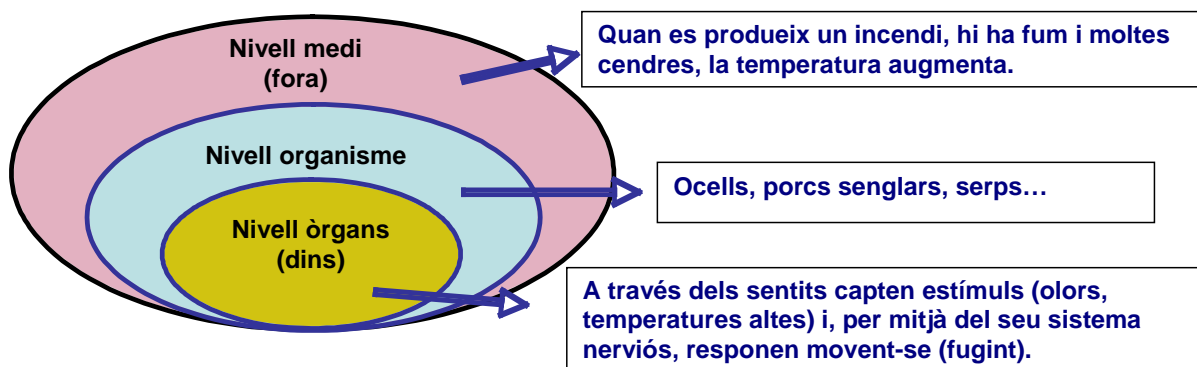 Nivell medi
(fora)
Quan es produeix un incendi, hi ha fum i moltes
cendres, la temperatura augmenta.
Nivell organisme
Ocells, porcs senglars, serps…
Nivell òrgans
(dins)
A través dels sentits capten estímuls (olors,
temperatures altes) i, per mitjà del seu sistema
nerviós, responen movent-se (fugint).